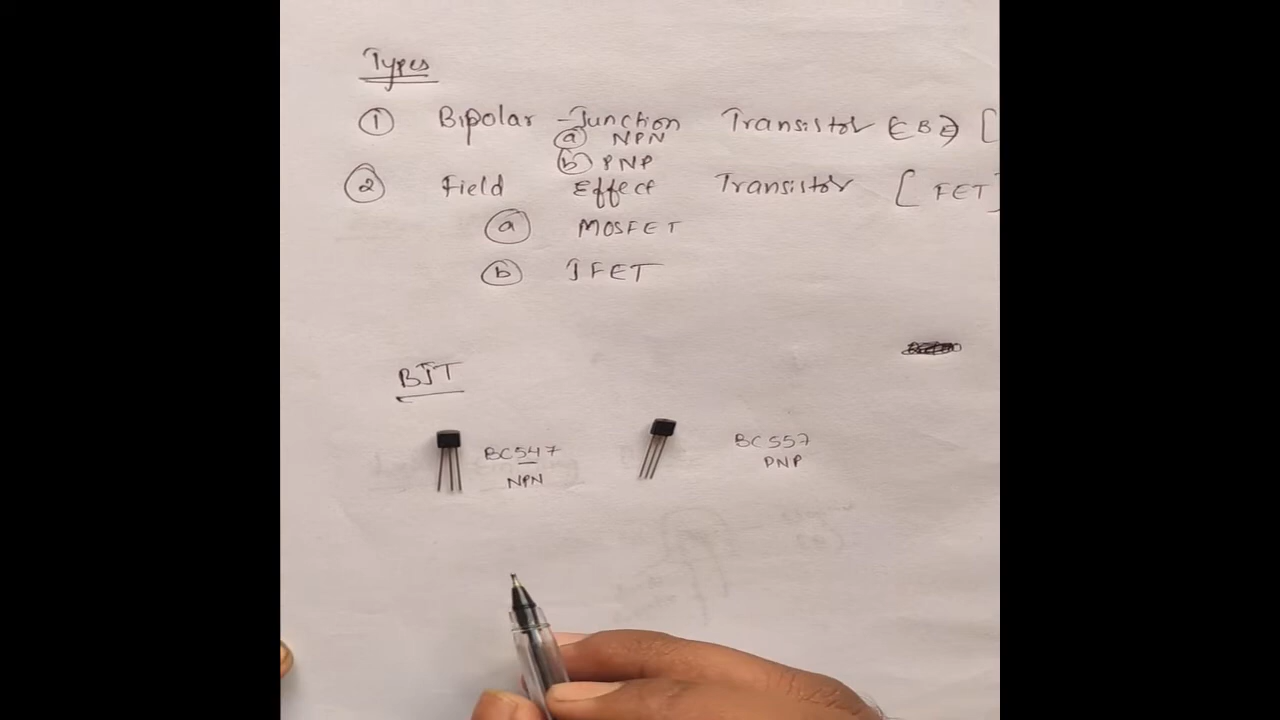 Types
① Bipolar Junction Transistor [
ⓐ NPN
ⓑ PNP
② Field Effect Transistor [FET]
ⓐ MOSFET
ⓑ JFET
BJT
BC547
NPN
BC557
PNP